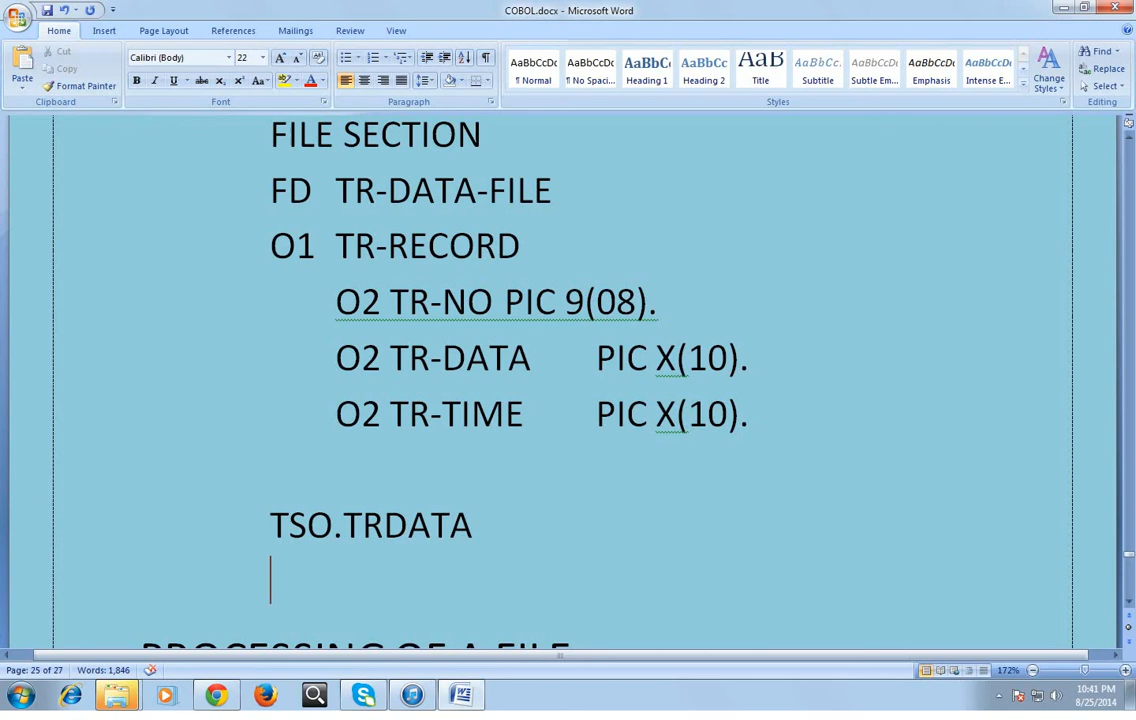 COBOL.docx - Microsoft Word
Home Insert Page Layout References Mailings Review View
Cut
Copy
Paste
Format Painter
Clipboard
Calibri (Body) 22
Font
Paragraph
AaBbCcDc AaBbCcDc AaBbC AaBbCc AaB AaBbCc. AaBbCcDc AaBbCcDc AaBbCcDc
¶ Normal ¶ No Spaci... Heading 1 Heading 2 Title Subtitle Subtle Em... Emphasis Intense E...
Change Styles
Styles
Find
Replace
Select
Editing
FILE SECTION
FD TR-DATA-FILE
O1 TR-RECORD
O2 TR-NO PIC 9(08).
O2 TR-DATA PIC X(10).
O2 TR-TIME PIC X(10).
TSO.TRDATA
PROCESSING OF A FILE
Page: 25 of 27 Words: 1,846 172%
10:41 PM
8/25/2014